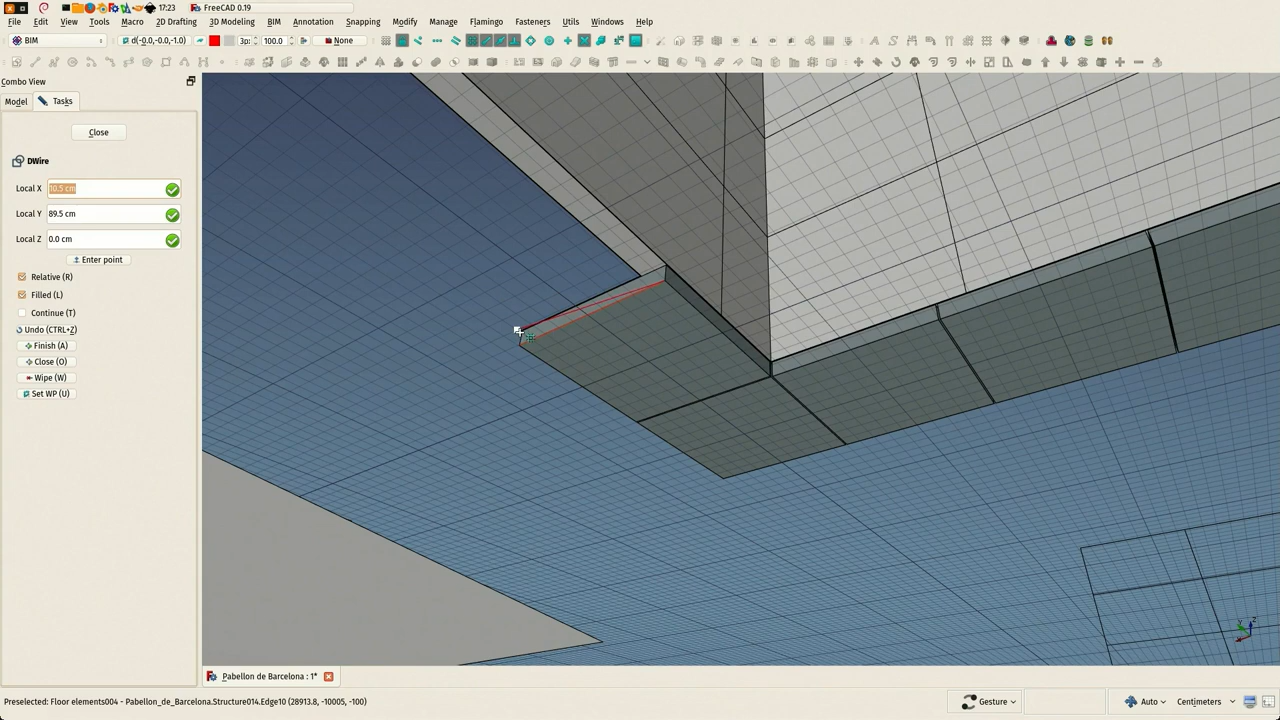 17:23
FreeCAD 0.19
File Edit View Tools Macro 2D Drafting 3D Modeling BIM Annotation Snapping Modify Manage Flamingo Fasteners Utils Windows Help
BIM
d(-0.0,-0.0,-1.0)
3p:
100.0
None
Combo View
Model
Tasks
Close
DWire
Local X
10.5 cm
Local Y
89.5 cm
Local Z
0.0 cm
Enter point
Relative (R)
Filled (L)
Continue (T)
Undo (CTRL+Z)
Finish (A)
Close (O)
Wipe (W)
Set WP (U)
Pabellon de Barcelona : 1*
Preselected: Floor elements004 - Pabellon_de_Barcelona.Structure014.Edge10 (28913.8, -10005, -100)
Gesture
Auto
Centimeters